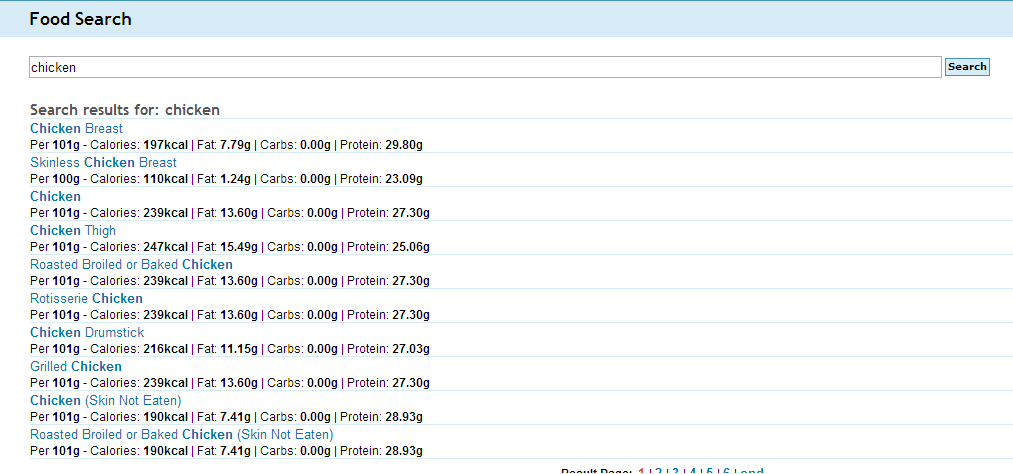 Food Search
chicken
Search
Search results for: chicken
Chicken Breast
Per 101g - Calories: 197kcal | Fat: 7.79g | Carbs: 0.00g | Protein: 29.80g
Skinless Chicken Breast
Per 100g - Calories: 110kcal | Fat: 1.24g | Carbs: 0.00g | Protein: 23.09g
Chicken
Per 101g - Calories: 239kcal | Fat: 13.60g | Carbs: 0.00g | Protein: 27.30g
Chicken Thigh
Per 101g - Calories: 247kcal | Fat: 15.49g | Carbs: 0.00g | Protein: 25.06g
Roasted Broiled or Baked Chicken
Per 101g - Calories: 239kcal | Fat: 13.60g | Carbs: 0.00g | Protein: 27.30g
Rotisserie Chicken
Per 101g - Calories: 239kcal | Fat: 13.60g | Carbs: 0.00g | Protein: 27.30g
Chicken Drumstick
Per 101g - Calories: 216kcal | Fat: 11.15g | Carbs: 0.00g | Protein: 27.03g
Grilled Chicken
Per 101g - Calories: 239kcal | Fat: 13.60g | Carbs: 0.00g | Protein: 27.30g
Chicken (Skin Not Eaten)
Per 101g - Calories: 190kcal | Fat: 7.41g | Carbs: 0.00g | Protein: 28.93g
Roasted Broiled or Baked Chicken (Skin Not Eaten)
Per 101g - Calories: 190kcal | Fat: 7.41g | Carbs: 0.00g | Protein: 28.93g
Result Page: 1 | 2 | 3 | 4 | 5 | 6 | end